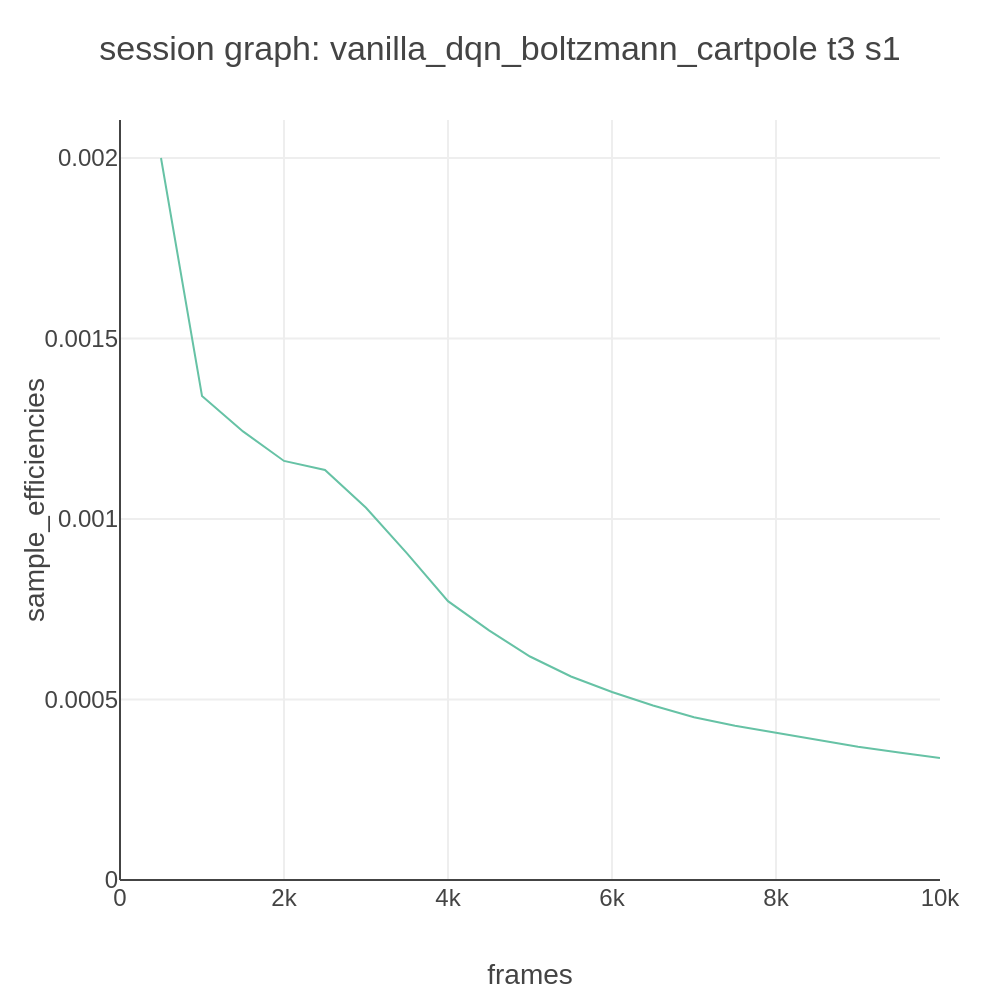 session graph: vanilla_dqn_boltzmann_cartpole t3 s1
0.002
0.0015
0.001
0.0005
0
sample_efficiencies
0 2k 4k 6k 8k 10k
frames